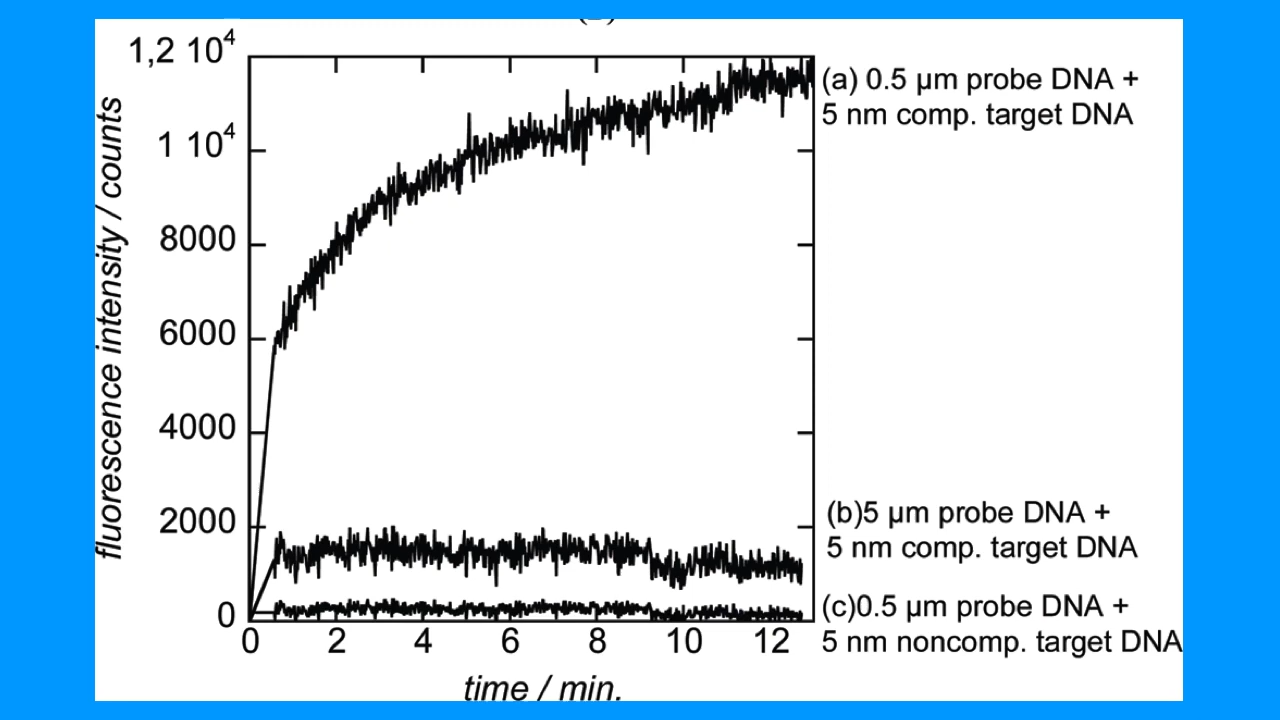 1,2 10⁴
1 10⁴
8000
6000
4000
2000
0
fluorescence intensity / counts
0 2 4 6 8 10 12
time / min.
(a) 0.5 µm probe DNA +
5 nm comp. target DNA
(b)5 µm probe DNA +
5 nm comp. target DNA
(c)0.5 µm probe DNA +
5 nm noncomp. target DNA